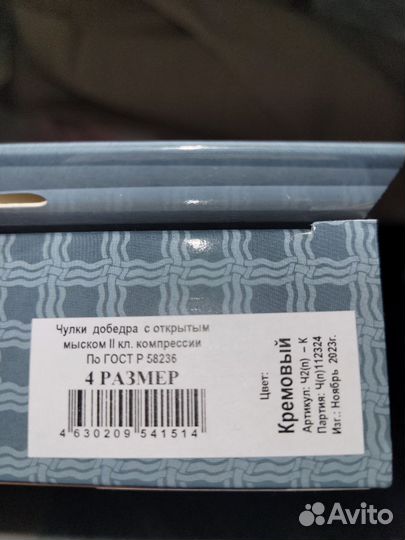 Чулки добедра с открытым
мыском II кл. компрессии
По ГОСТ Р 58236
4 РАЗМЕР
4 630209 541514
Цвет:
Кремовый
Артикул: Ч2(п) – К
Партия: Ч(п)112324
Изг.: Ноябрь 2023г.
Avito